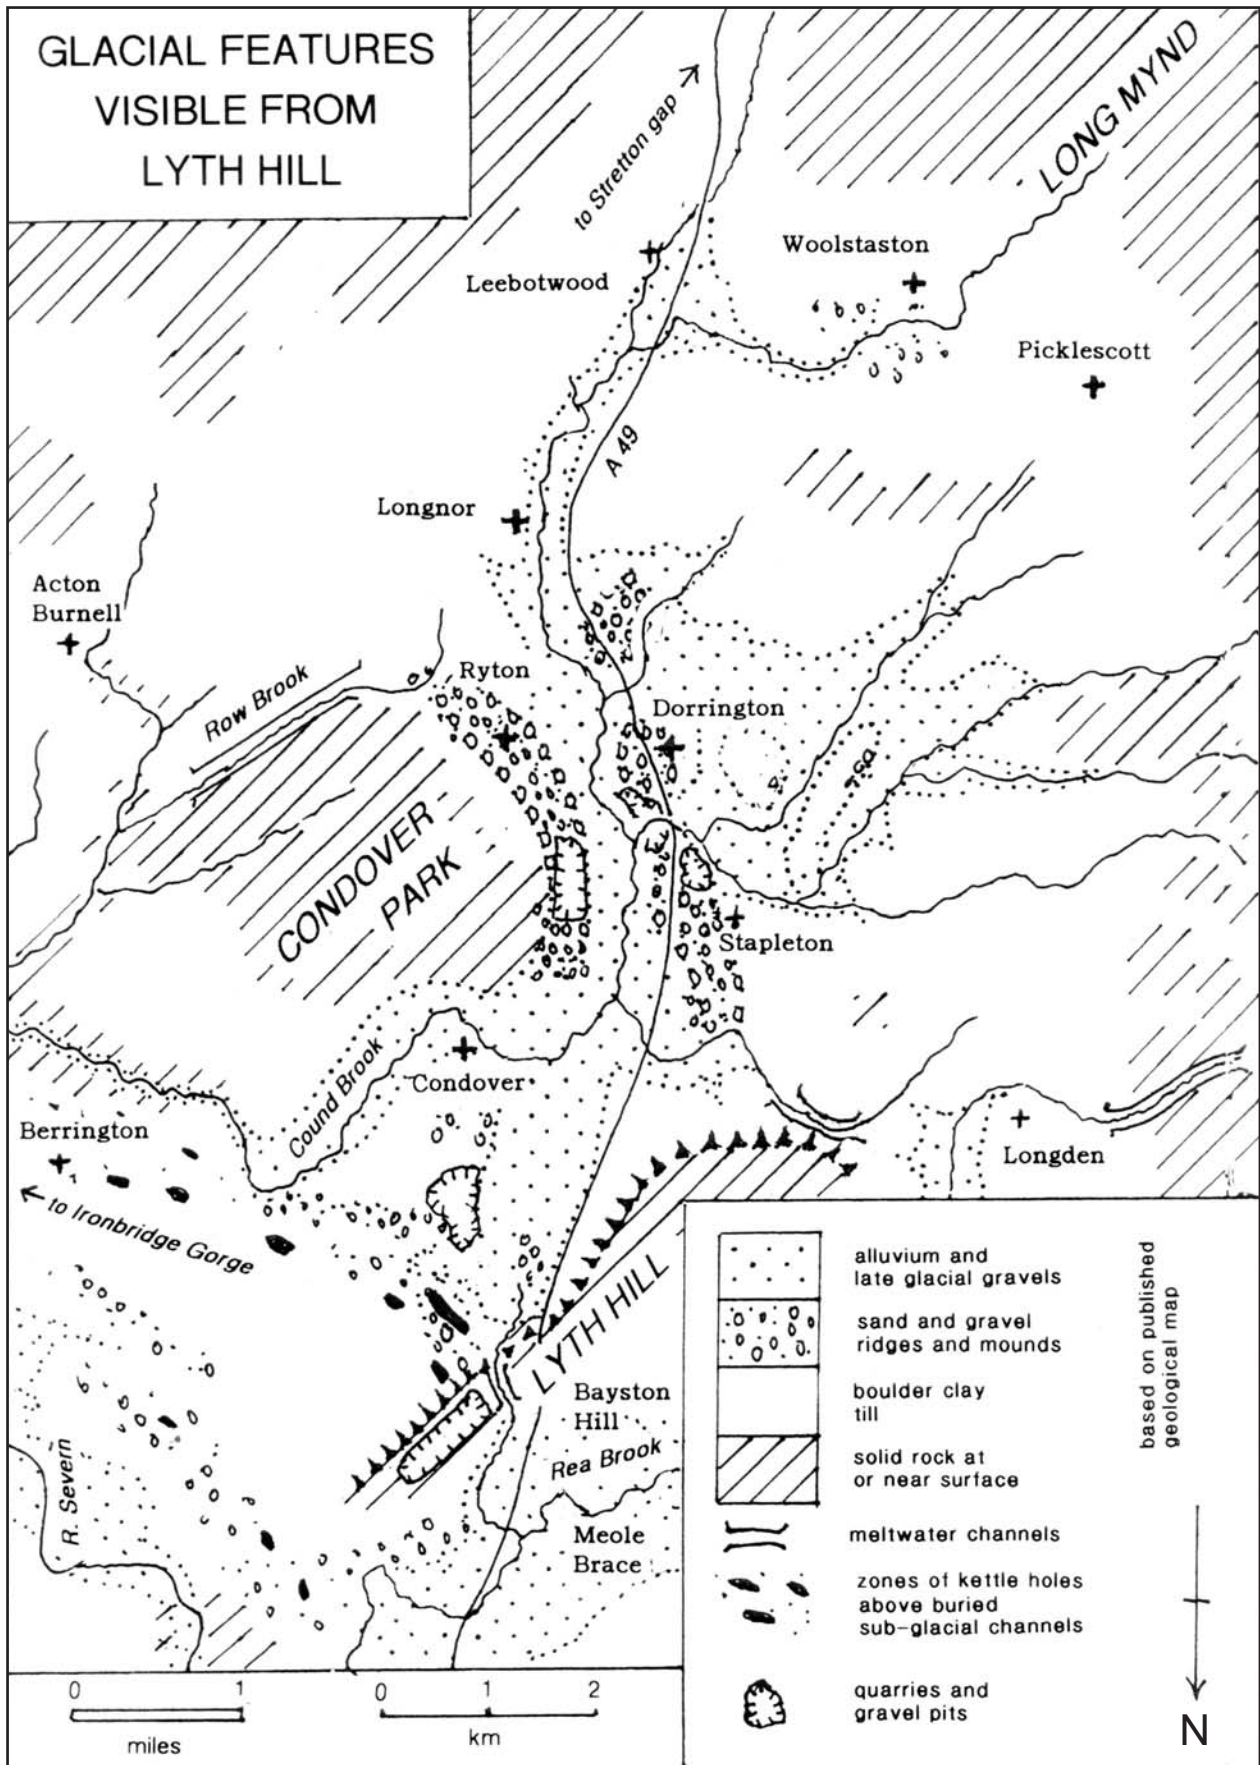 GLACIAL FEATURES
VISIBLE FROM
LYTH HILL
to Stretton gap
LONG MYND
Woolstaston
Leebotwood
Picklescott
A 49
Longnor
Acton
Burnell
Row Brook
Ryton
Dorrington
CONDOVER
PARK
Stapleton
Cound Brook
Condover
Berrington
Longden
to Ironbridge Gorge
LYTH HILL
Bayston
Hill
Rea Brook
R. Severn
Meole
Brace
alluvium and
late glacial gravels
sand and gravel
ridges and mounds
boulder clay
till
solid rock at
or near surface
meltwater channels
zones of kettle holes
above buried
sub-glacial channels
quarries and
gravel pits
based on published
geological map
N
0 1
miles
0 1 2
km